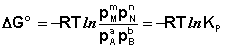 ΔG° = −RT ln (p_M^m p_N^n / p_A^a p_B^b) = −RT ln K_P